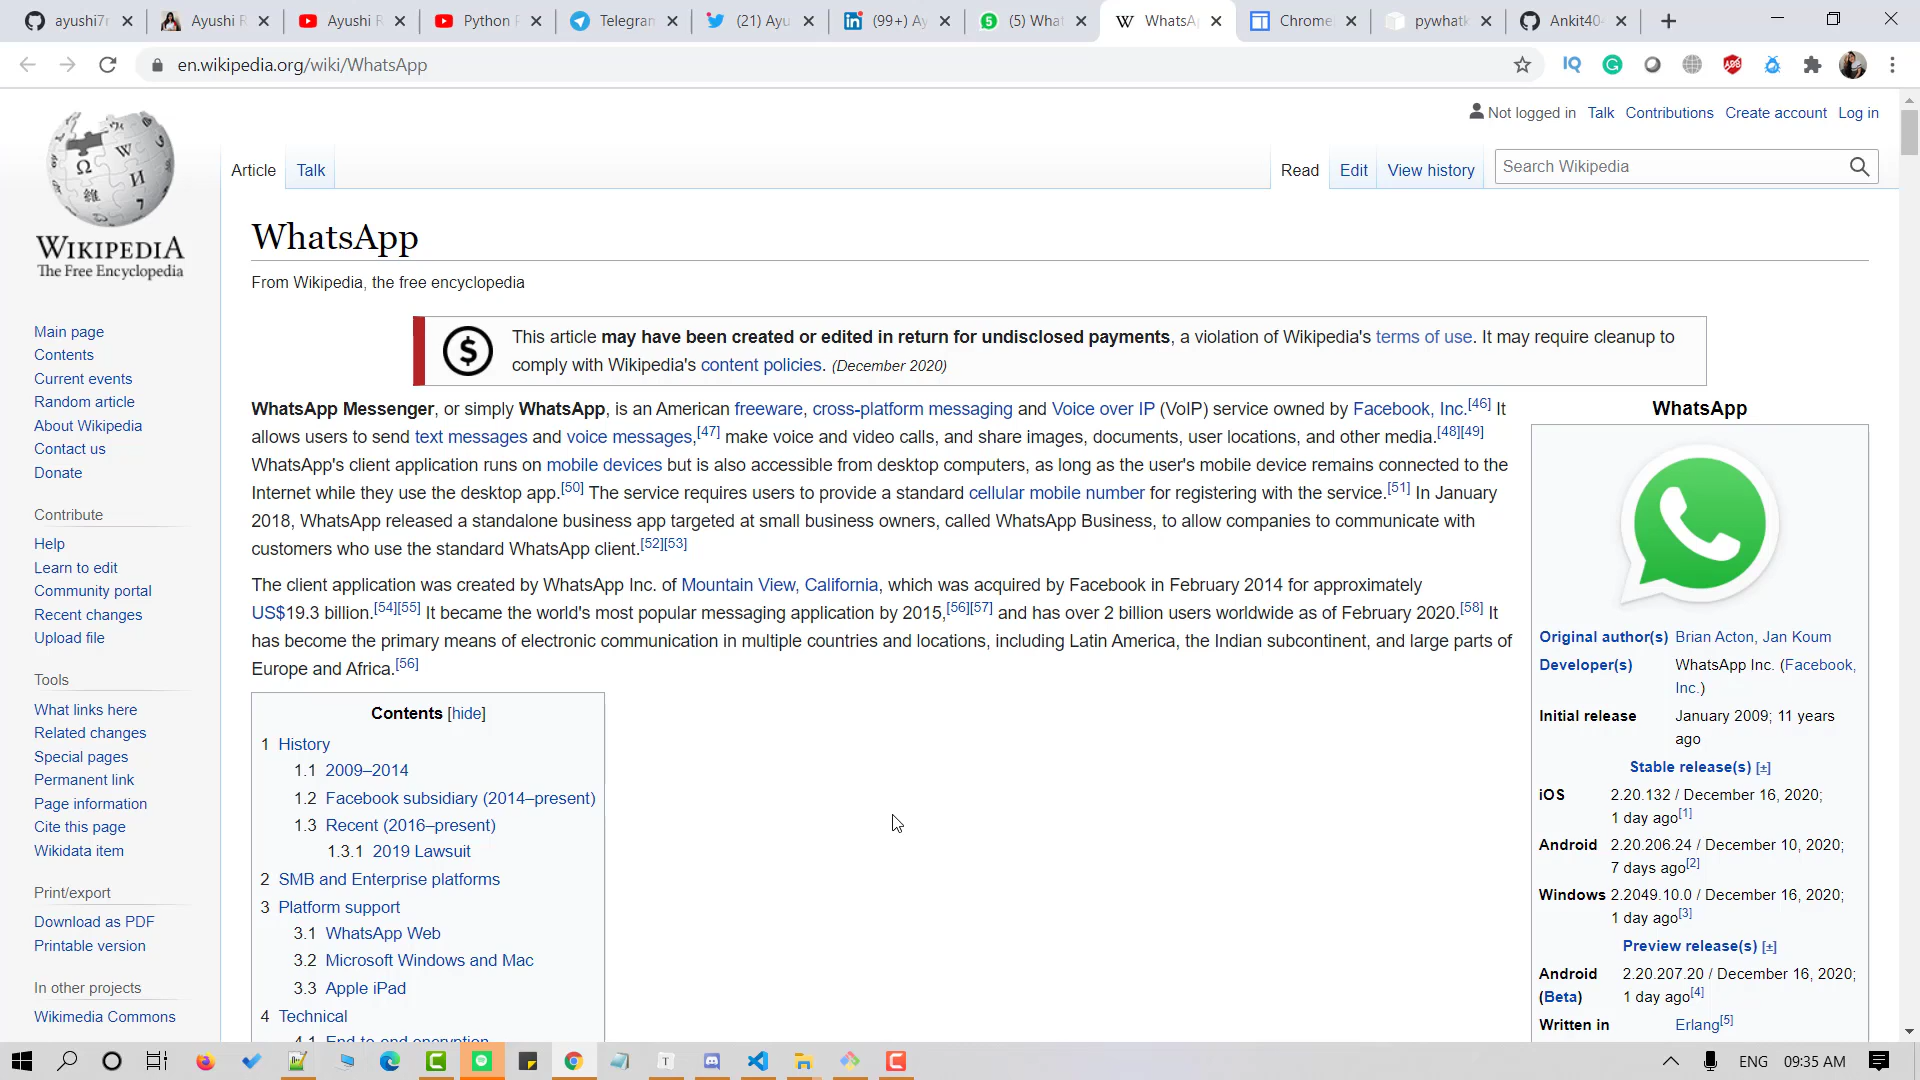 ayushi7r
Ayushi R
Ayushi R
Python P
Telegram
(21) Ayu
(99+) Ay
(5) What
WhatsA
Chrome
pywhatk
Ankit404
en.wikipedia.org/wiki/WhatsApp
Not logged in Talk Contributions Create account Log in
Article Talk Read Edit View history Search Wikipedia
WIKIPEDIA
The Free Encyclopedia
WhatsApp
From Wikipedia, the free encyclopedia
This article may have been created or edited in return for undisclosed payments, a violation of Wikipedia's terms of use. It may require cleanup to
comply with Wikipedia's content policies. (December 2020)
WhatsApp Messenger, or simply WhatsApp, is an American freeware, cross-platform messaging and Voice over IP (VoIP) service owned by Facebook, Inc.[46] It
allows users to send text messages and voice messages,[47] make voice and video calls, and share images, documents, user locations, and other media.[48][49]
WhatsApp's client application runs on mobile devices but is also accessible from desktop computers, as long as the user's mobile device remains connected to the
Internet while they use the desktop app.[50] The service requires users to provide a standard cellular mobile number for registering with the service.[51] In January
2018, WhatsApp released a standalone business app targeted at small business owners, called WhatsApp Business, to allow companies to communicate with
customers who use the standard WhatsApp client.[52][53]
The client application was created by WhatsApp Inc. of Mountain View, California, which was acquired by Facebook in February 2014 for approximately
US$19.3 billion.[54][55] It became the world's most popular messaging application by 2015,[56][57] and has over 2 billion users worldwide as of February 2020.[58] It
has become the primary means of electronic communication in multiple countries and locations, including Latin America, the Indian subcontinent, and large parts of
Europe and Africa.[56]
Main page
Contents
Current events
Random article
About Wikipedia
Contact us
Donate
Contribute
Help
Learn to edit
Community portal
Recent changes
Upload file
Tools
What links here
Related changes
Special pages
Permanent link
Page information
Cite this page
Wikidata item
Print/export
Download as PDF
Printable version
In other projects
Wikimedia Commons
Contents [hide]
1 History
1.1 2009–2014
1.2 Facebook subsidiary (2014–present)
1.3 Recent (2016–present)
1.3.1 2019 Lawsuit
2 SMB and Enterprise platforms
3 Platform support
3.1 WhatsApp Web
3.2 Microsoft Windows and Mac
3.3 Apple iPad
4 Technical
4.1 End-to-end encryption
WhatsApp
Original author(s) Brian Acton, Jan Koum
Developer(s) WhatsApp Inc. (Facebook,
Inc.)
Initial release January 2009; 11 years
ago
Stable release(s) [±]
iOS 2.20.132 / December 16, 2020;
1 day ago[1]
Android 2.20.206.24 / December 10, 2020;
7 days ago[2]
Windows 2.2049.10.0 / December 16, 2020;
1 day ago[3]
Preview release(s) [±]
Android 2.20.207.20 / December 16, 2020;
(Beta) 1 day ago[4]
Written in Erlang[5]
ENG 09:35 AM